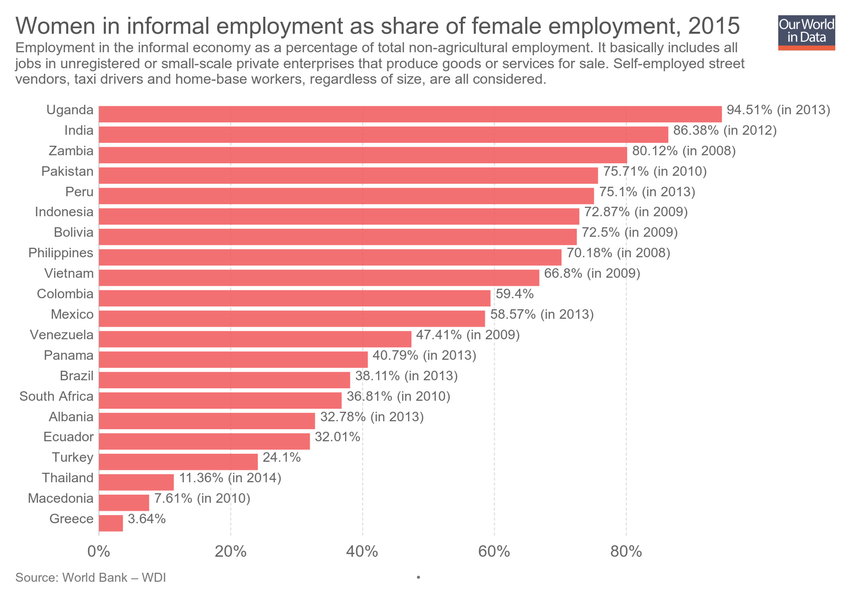 Women in informal employment as share of female employment, 2015
Our World
in Data
Employment in the informal economy as a percentage of total non-agricultural employment. It basically includes all
jobs in unregistered or small-scale private enterprises that produce goods or services for sale. Self-employed street
vendors, taxi drivers and home-base workers, regardless of size, are all considered.
Uganda 94.51% (in 2013)
India 86.38% (in 2012)
Zambia 80.12% (in 2008)
Pakistan 75.71% (in 2010)
Peru 75.1% (in 2013)
Indonesia 72.87% (in 2009)
Bolivia 72.5% (in 2009)
Philippines 70.18% (in 2008)
Vietnam 66.8% (in 2009)
Colombia 59.4%
Mexico 58.57% (in 2013)
Venezuela 47.41% (in 2009)
Panama 40.79% (in 2013)
Brazil 38.11% (in 2013)
South Africa 36.81% (in 2010)
Albania 32.78% (in 2013)
Ecuador 32.01%
Turkey 24.1%
Thailand 11.36% (in 2014)
Macedonia 7.61% (in 2010)
Greece 3.64%
0% 20% 40% 60% 80%
Source: World Bank – WDI •